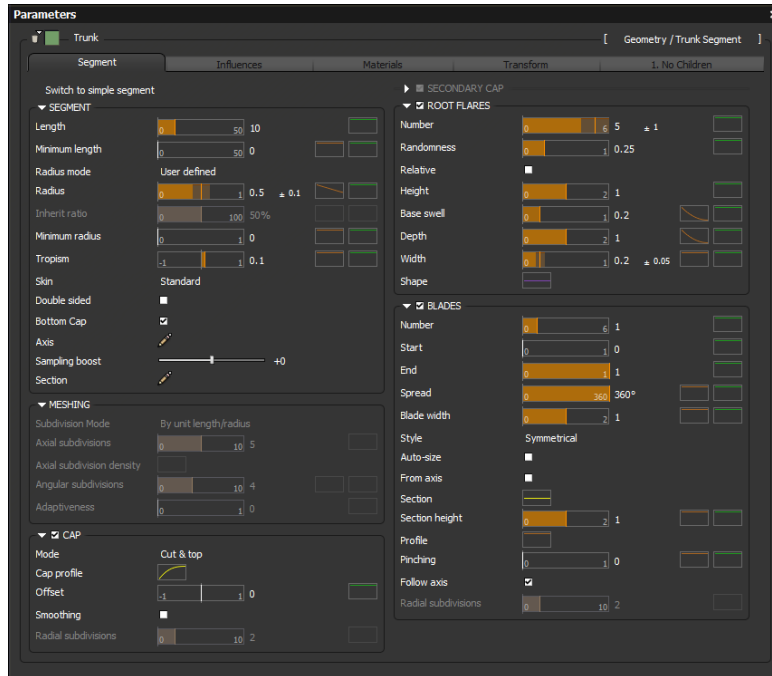 Parameters
Trunk
[ Geometry / Trunk Segment ]
Segment
Influences
Materials
Transform
1. No Children
Switch to simple segment
SEGMENT
Length 0 50 10
Minimum length 0 50 0
Radius mode User defined
Radius 0 1 0.5 ± 0.1
Inherit ratio 0 100 50%
Minimum radius 0 1 0
Tropism -1 1 0.1
Skin Standard
Double sided
Bottom Cap
Axis
Sampling boost +0
Section
MESHING
Subdivision Mode By unit length/radius
Axial subdivisions 0 10 5
Axial subdivision density
Angular subdivisions 0 10 4
Adaptiveness 0 1 0
CAP
Mode Cut & top
Cap profile
Offset -1 1 0
Smoothing
Radial subdivisions 0 10 2
SECONDARY CAP
ROOT FLARES
Number 0 6 5 ± 1
Randomness 0 1 0.25
Relative
Height 0 2 1
Base swell 0 1 0.2
Depth 0 2 1
Width 0 1 0.2 ± 0.05
Shape
BLADES
Number 0 6 1
Start 0 1 0
End 0 1 1
Spread 0 360 360°
Blade width 0 2 1
Style Symmetrical
Auto-size
From axis
Section
Section height 0 2 1
Profile
Pinching 0 1 0
Follow axis
Radial subdivisions 0 10 2